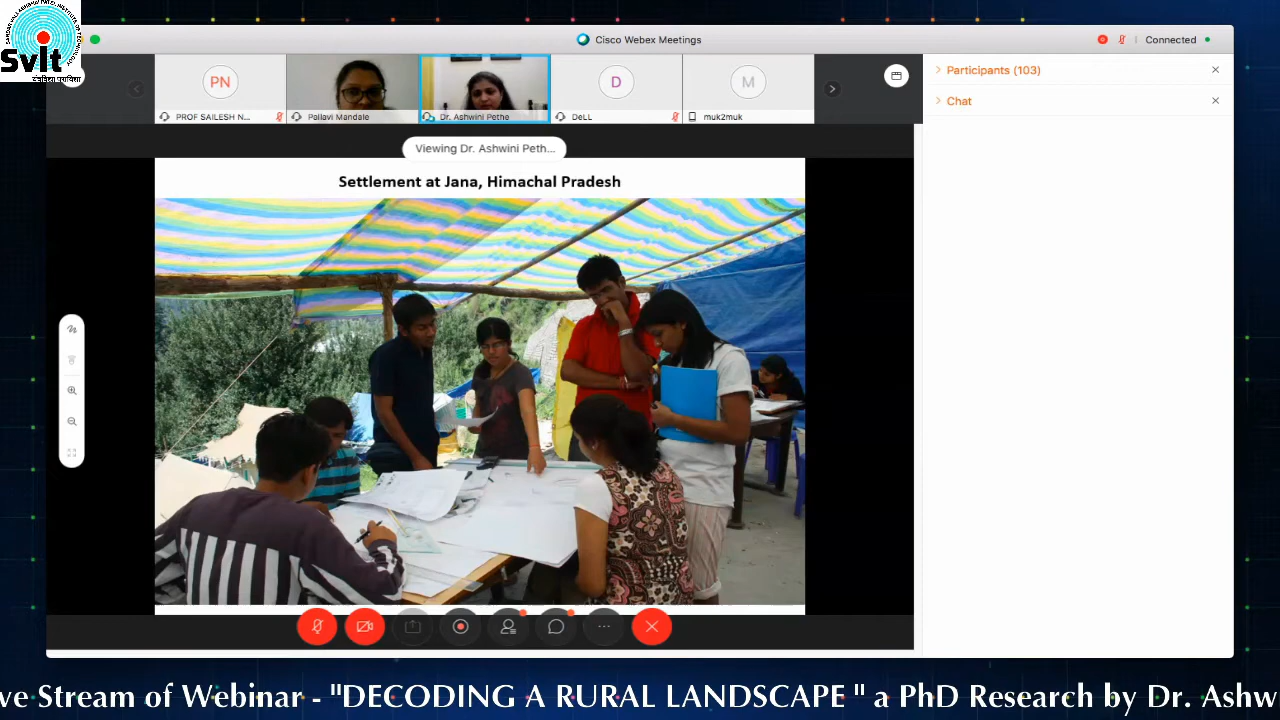 Svit
Cisco Webex Meetings
Connected
PN
D
M
PROF SAILESH N...
Pallavi Mandale
Dr. Ashwini Pethe
DeLL
muk2muk
Participants (103)
Chat
Viewing Dr. Ashwini Peth...
Settlement at Jana, Himachal Pradesh
ve Stream of Webinar - "DECODING A RURAL LANDSCAPE " a PhD Research by Dr. Ashw